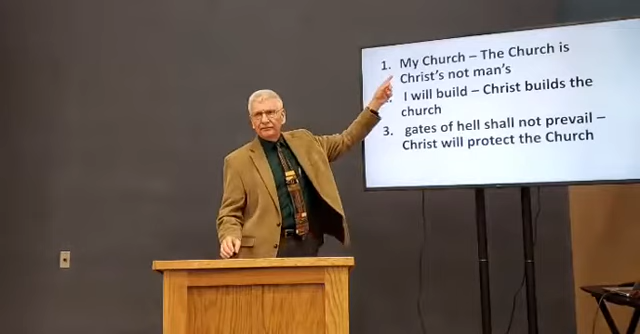 1. My Church – The Church is
Christ's not man's
I will build – Christ builds the
church
3. gates of hell shall not prevail –
Christ will protect the Church